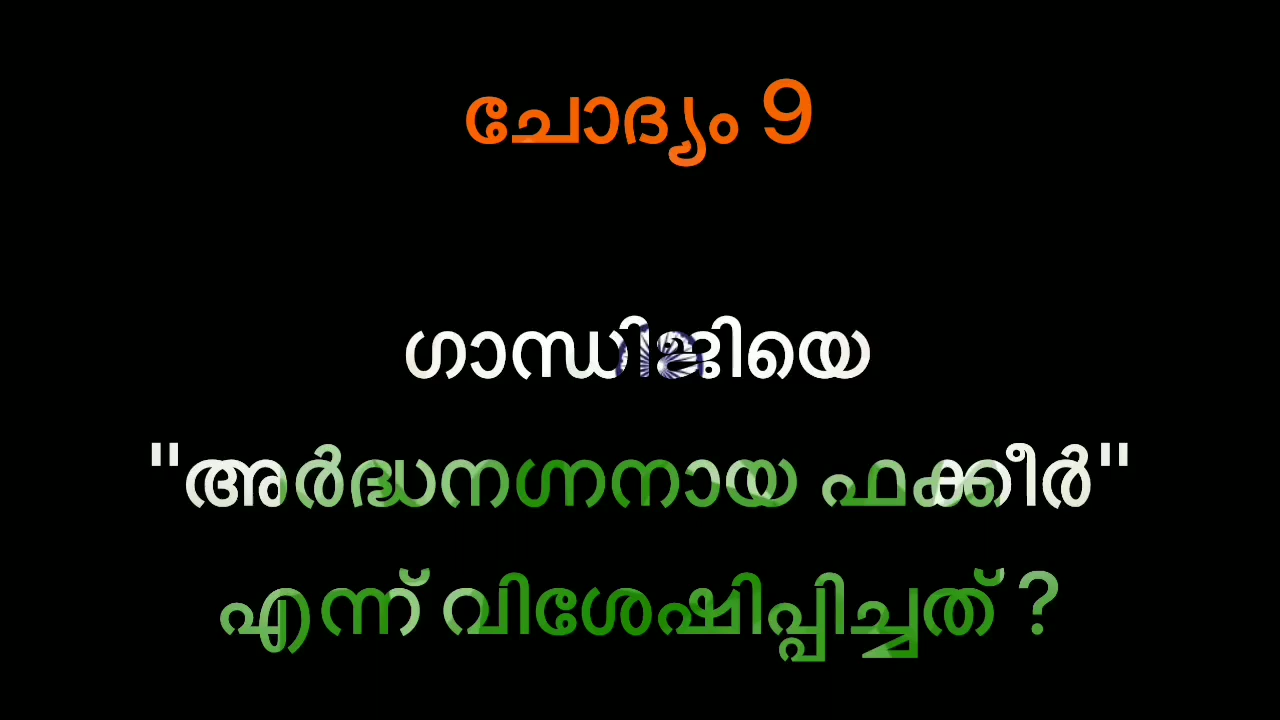 ചോദ്യം 9
ഗാന്ധിജിയെ
"അർദ്ധനഗ്നനായ ഫക്കീർ"
എന്ന് വിശേഷിപ്പിച്ചത് ?